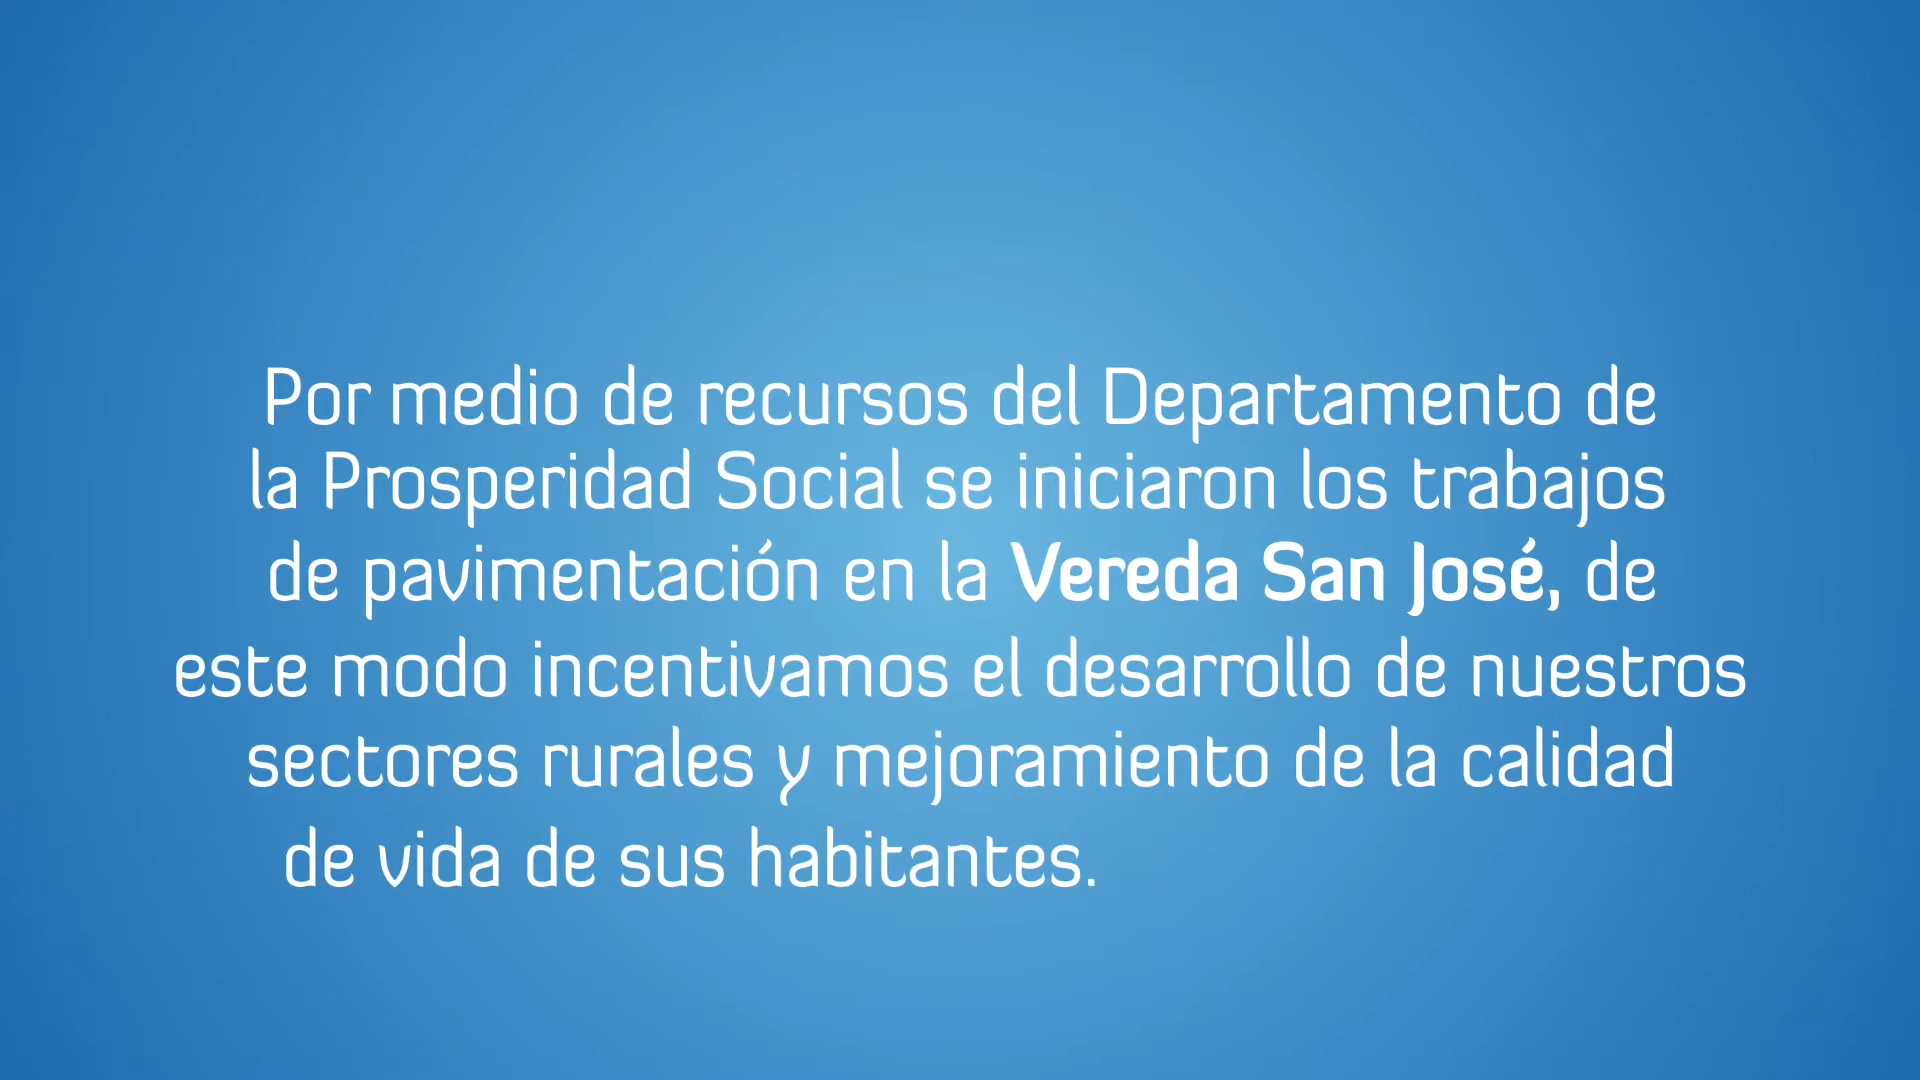 Por medio de recursos del Departamento de
la Prosperidad Social se iniciaron los trabajos
de pavimentación en la Vereda San José, de
este modo incentivamos el desarrollo de nuestros
sectores rurales y mejoramiento de la calidad
de vida de sus habitantes.